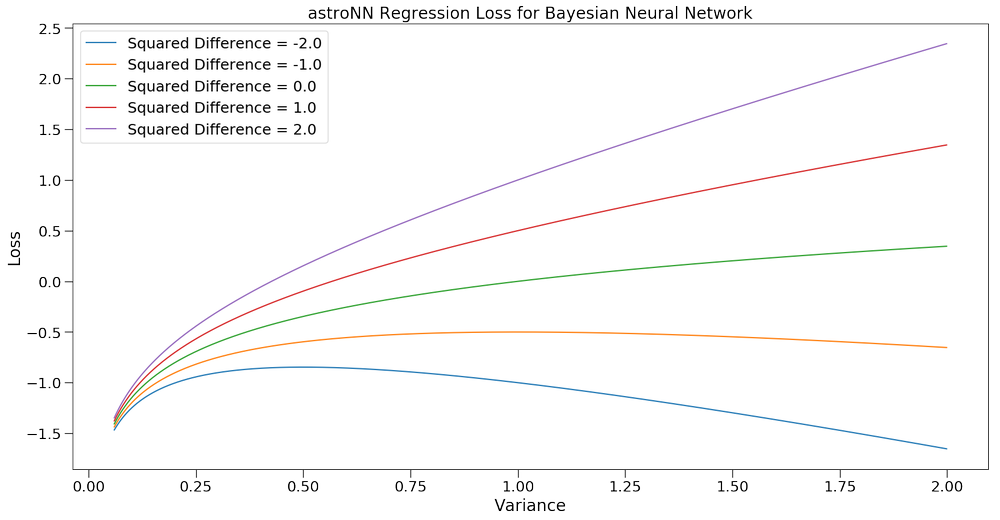 astroNN Regression Loss for Bayesian Neural Network
Squared Difference = -2.0
Squared Difference = -1.0
Squared Difference = 0.0
Squared Difference = 1.0
Squared Difference = 2.0
Loss
2.5
2.0
1.5
1.0
0.5
0.0
−0.5
−1.0
−1.5
0.00 0.25 0.50 0.75 1.00 1.25 1.50 1.75 2.00
Variance